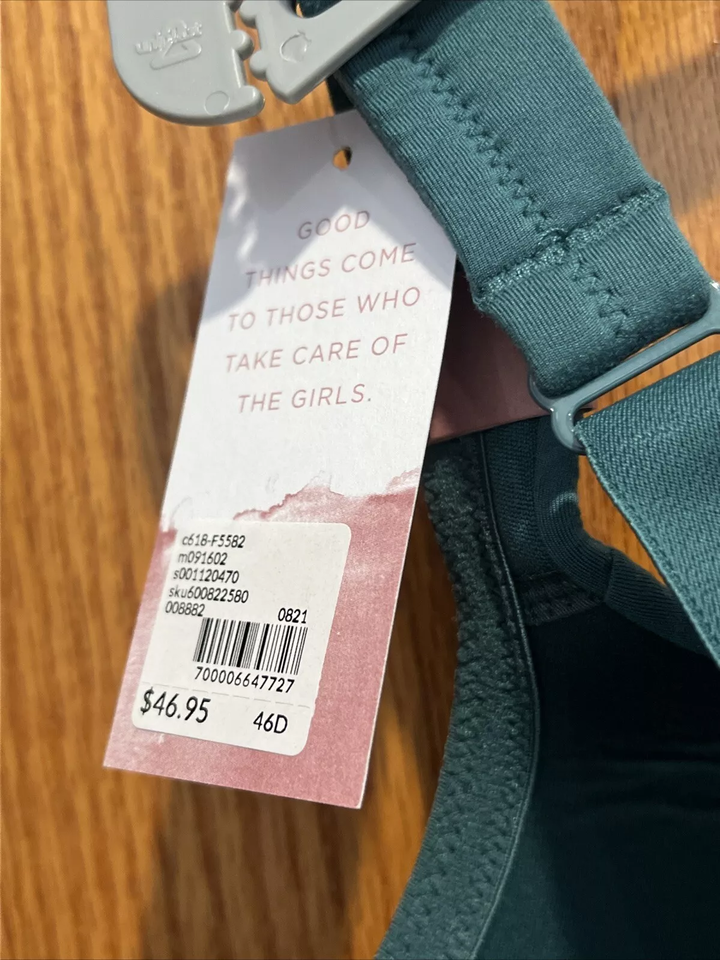 GOOD
THINGS COME
TO THOSE WHO
TAKE CARE OF
THE GIRLS.
c618-F5582
m091602
s001120470
sku600822580
008882 0821
700006647727
$46.95 46D